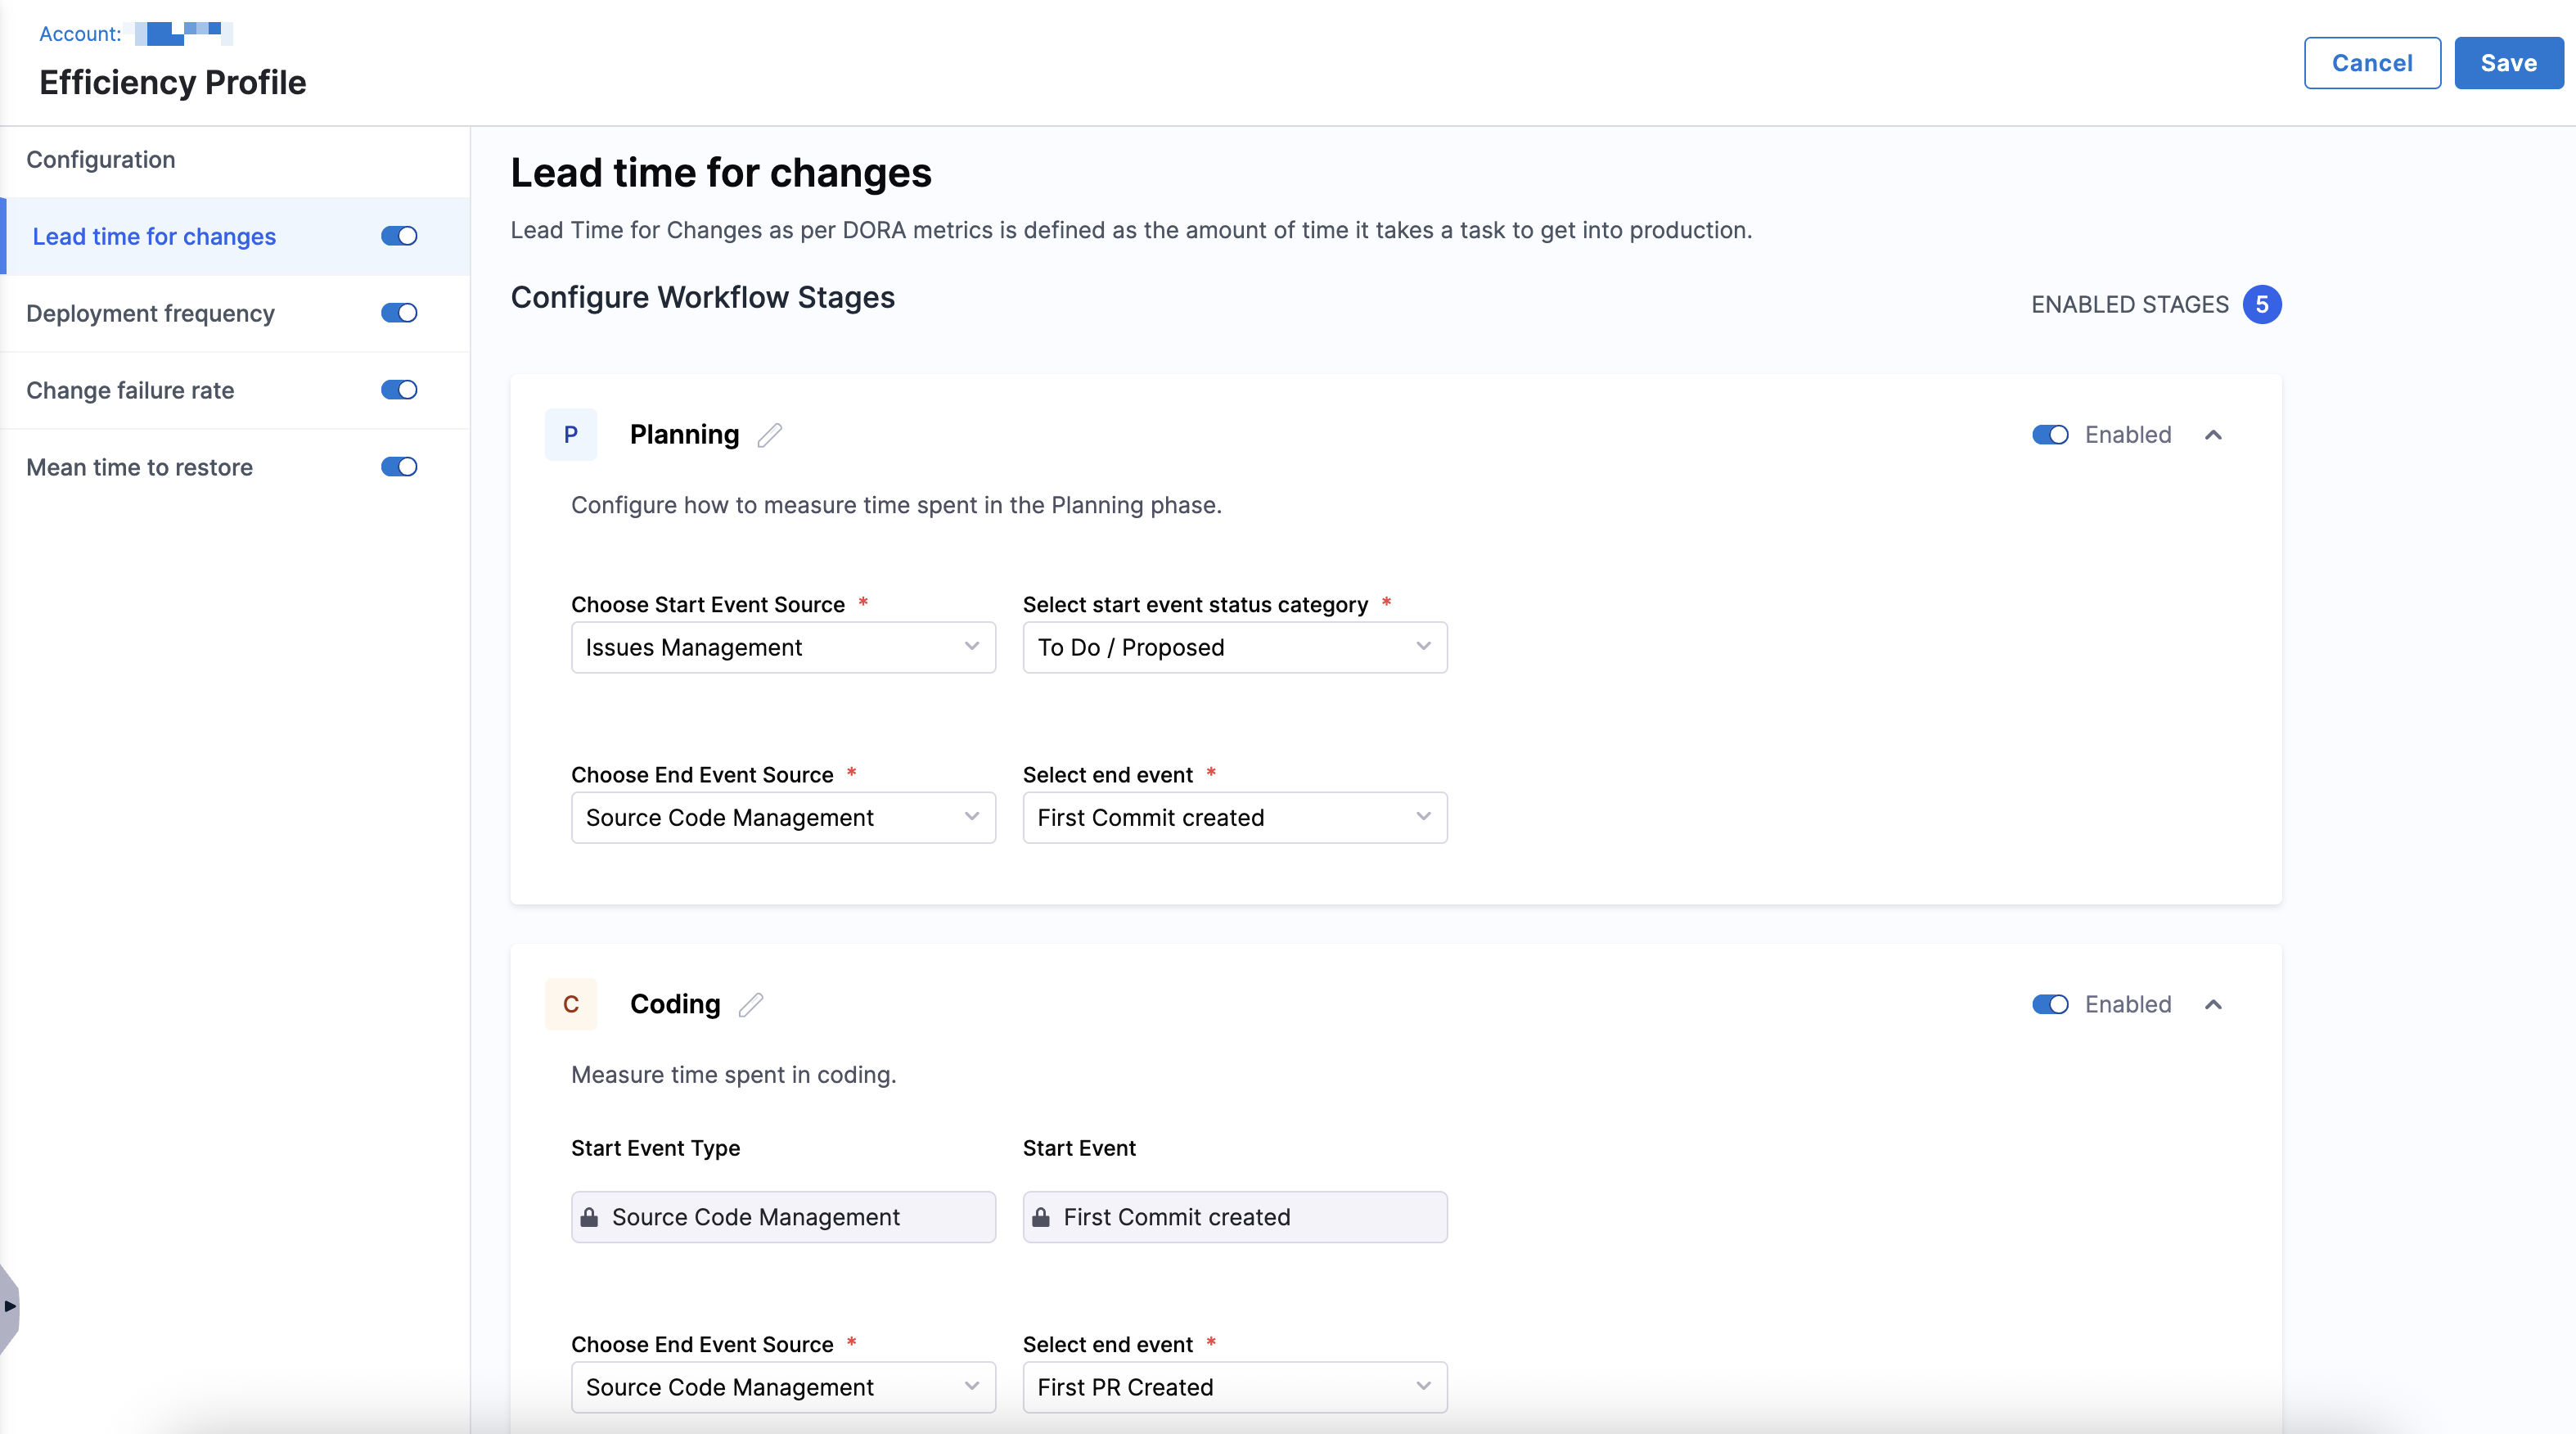 Account:
Efficiency Profile
Cancel
Save
Configuration
Lead time for changes
Deployment frequency
Change failure rate
Mean time to restore
Lead time for changes
Lead Time for Changes as per DORA metrics is defined as the amount of time it takes a task to get into production.
Configure Workflow Stages
ENABLED STAGES 5
P Planning
Enabled
Configure how to measure time spent in the Planning phase.
Choose Start Event Source * Select start event status category *
Issues Management To Do / Proposed
Choose End Event Source * Select end event *
Source Code Management First Commit created
C Coding
Enabled
Measure time spent in coding.
Start Event Type Start Event
Source Code Management First Commit created
Choose End Event Source * Select end event *
Source Code Management First PR Created